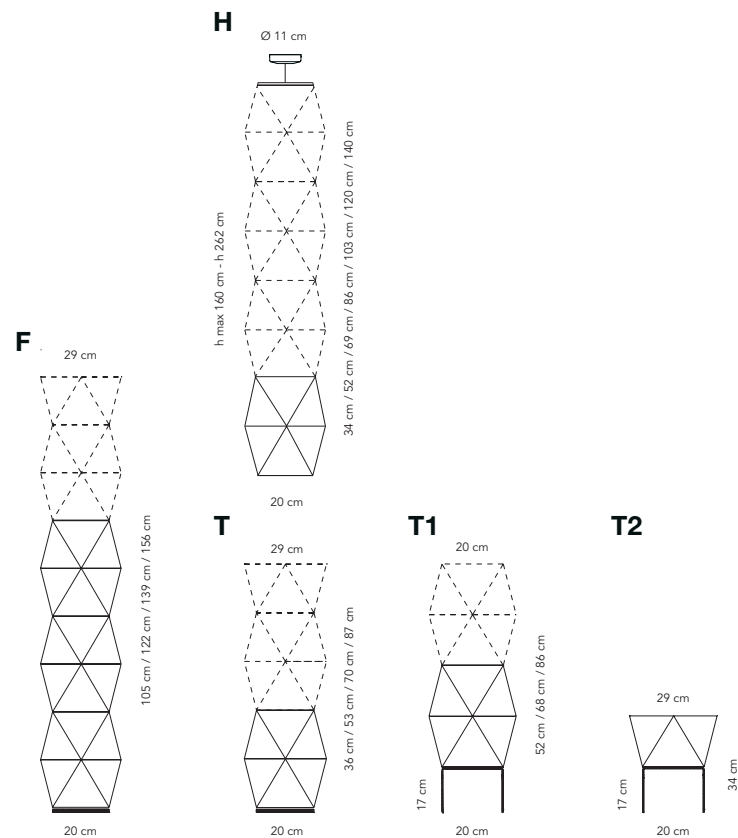 H
Ø 11 cm
h max 160 cm - h 262 cm
34 cm / 52 cm / 69 cm / 86 cm / 103 cm / 120 cm / 140 cm
20 cm
F
29 cm
105 cm / 122 cm / 139 cm / 156 cm
20 cm
T
29 cm
36 cm / 53 cm / 70 cm / 87 cm
20 cm
T1
20 cm
52 cm / 68 cm / 86 cm
17 cm
20 cm
T2
29 cm
17 cm
34 cm
20 cm